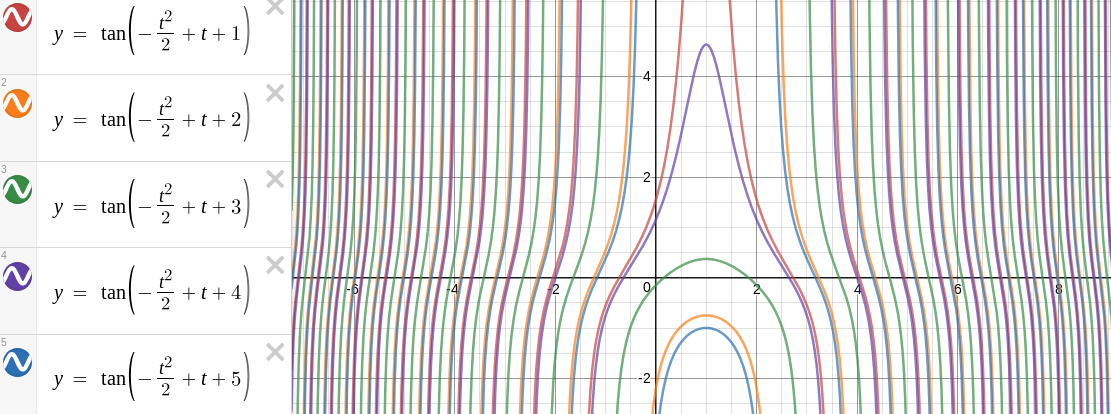 y = tan(-t²/2 + t + 1)
2
y = tan(-t²/2 + t + 2)
3
y = tan(-t²/2 + t + 3)
4
y = tan(-t²/2 + t + 4)
5
y = tan(-t²/2 + t + 5)
4
2
-6 -4 -2 0 2 4 6 8
-2